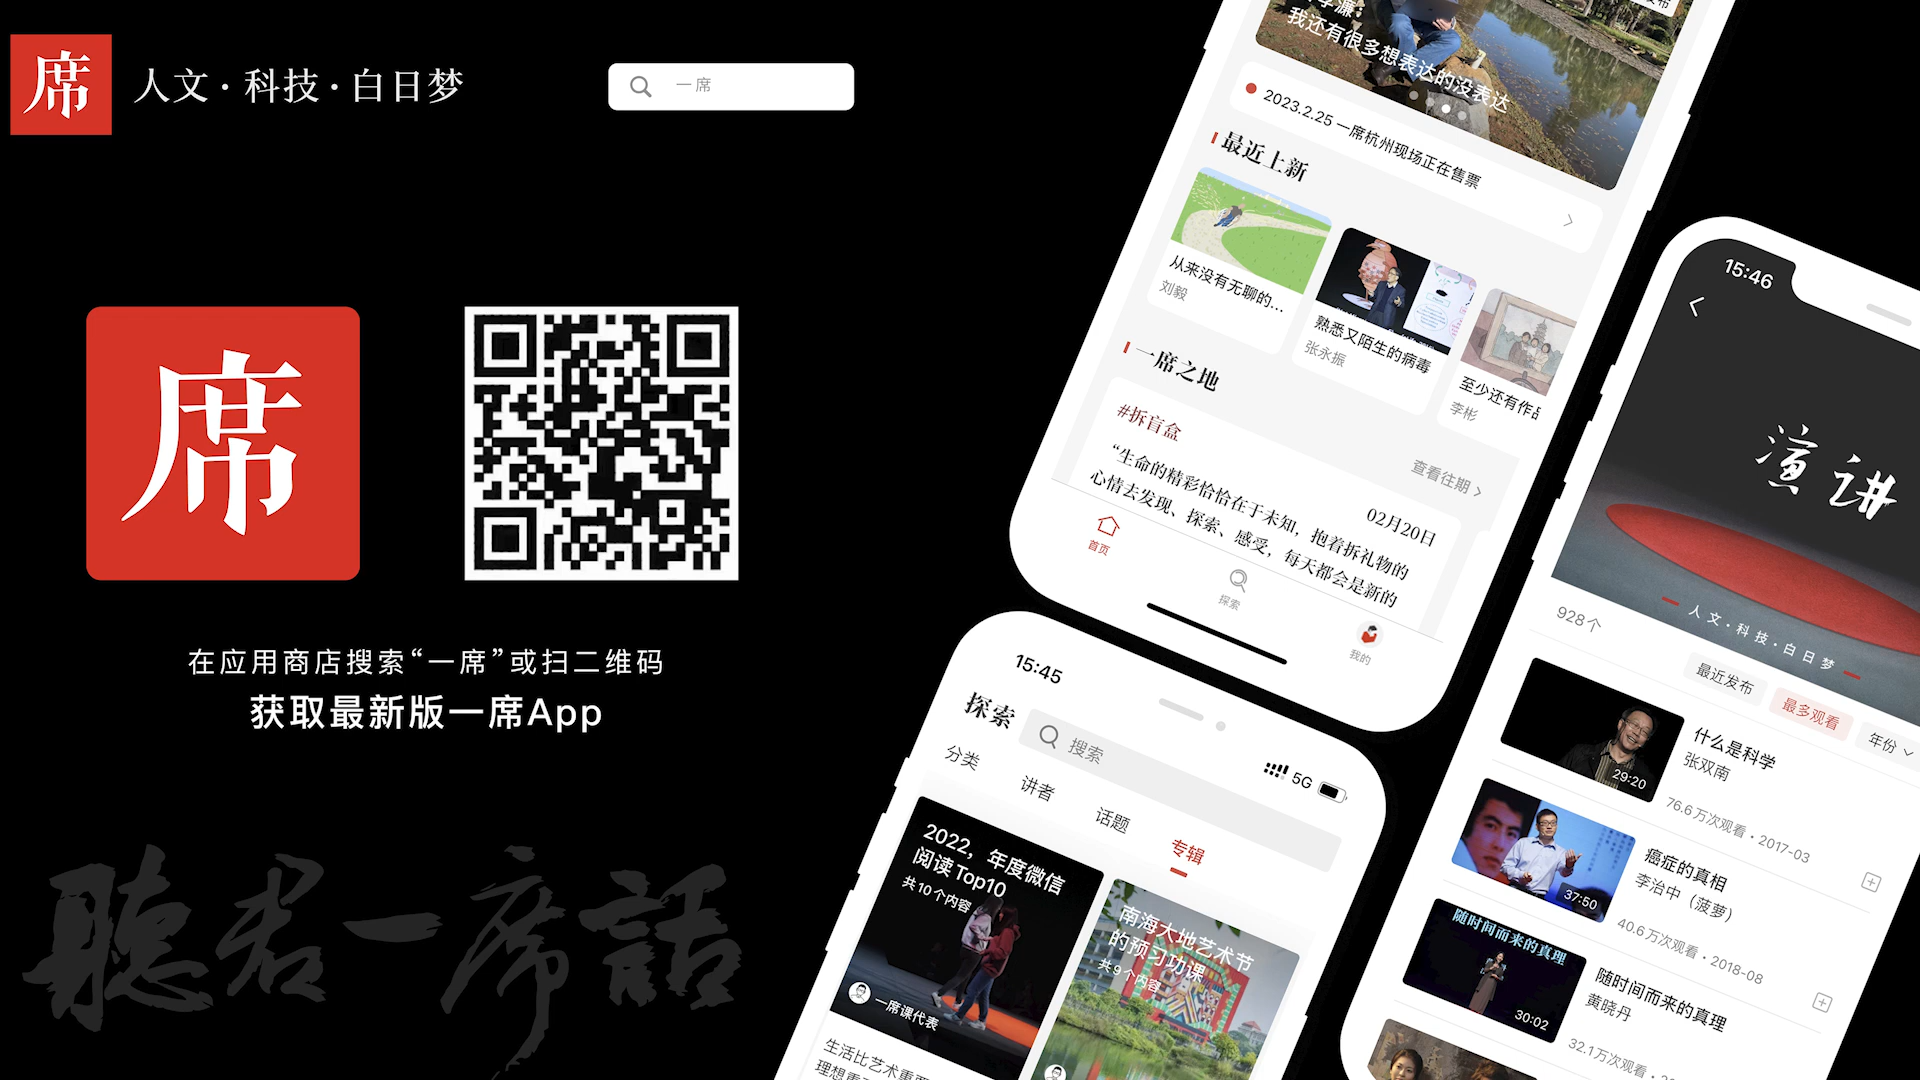 席
人文·科技·白日梦
一席
席
在应用商店搜索“一席”或扫二维码
获取最新版一席App
聽君一席話
我还有很多想表达的没表达
2023.2.25 一席杭州现场正在售票
最近上新
从来没有无聊的...
刘毅
熟悉又陌生的病毒
张永振
至少还有作品
李彬
一席之地
#拆盲盒
查看往期
02月20日
“生命的精彩恰恰在于未知，抱着拆礼物的
心情去发现、探索、感受，每天都会是新的
首页
探索
我的
15:45
5G
探索
搜索
分类
讲者
话题
专辑
2022，年度微信
阅读Top10
共10个内容
一席课代表
生活比艺术重要
南海大地艺术节
的预习功课
共9个内容
15:46
演讲
人文·科技·白日梦
928个
最近发布
最多观看
年份
29:20
什么是科学
张双南
76.6万次观看·2017-03
37:50
癌症的真相
李治中（菠萝）
40.6万次观看·2018-08
随时间而来的真理
30:02
随时间而来的真理
黄晓丹
32.1万次观看